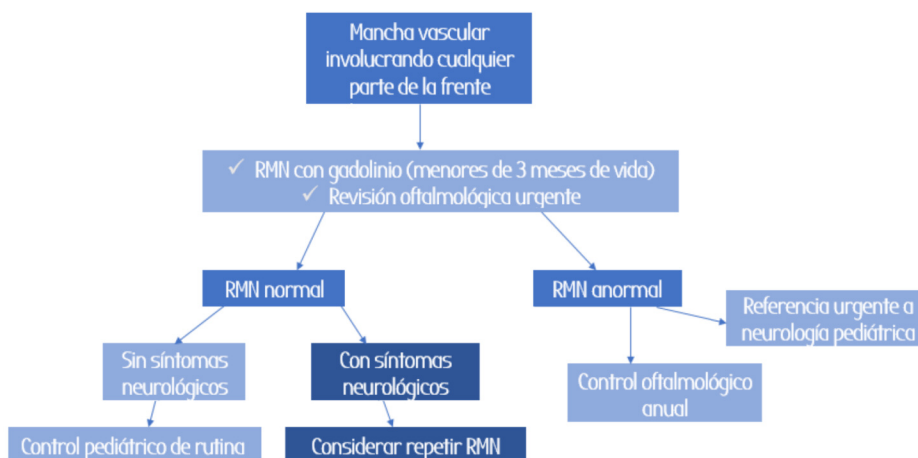 Mancha vascular
involucrando cualquier
parte de la frente
✓ RMN con gadolinio (menores de 3 meses de vida)
✓ Revisión oftalmológica urgente
RMN normal
RMN anormal
Referencia urgente a
neurología pediátrica
Sin síntomas
neurológicos
Con síntomas
neurológicos
Control oftalmológico
anual
Control pediátrico de rutina
Considerar repetir RMN